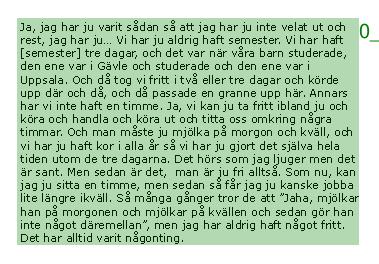 Ja, jag har ju varit sådan så att jag har ju inte velat ut och
rest, jag har ju... Vi har ju aldrig haft semester. Vi har haft
[semester] tre dagar, och det var när våra barn studerade,
den ene var i Gävle och studerade och den ene var i
Uppsala. Och då tog vi fritt i två eller tre dagar och körde
upp där och då, och då passade en granne upp här. Annars
har vi inte haft en timme. Ja, vi kan ju ta fritt ibland ju och
köra och handla och köra ut och titta oss omkring några
timmar. Och man måste ju mjölka på morgon och kväll, och
vi har ju haft kor i alla år så vi har ju gjort det själva hela
tiden utom de tre dagarna. Det hörs som jag ljuger men det
är sant. Men sedan är det, man är ju fri alltså. Som nu, kan
jag ju sitta en timme, men sedan så får jag ju kanske jobba
lite längre ikväll. Så många gånger tror de att ”Jaha, mjölkar
han på morgonen och mjölkar på kvällen och sedan gör han
inte något däremellan”, men jag har aldrig haft något fritt.
Det har alltid varit någonting.
0_